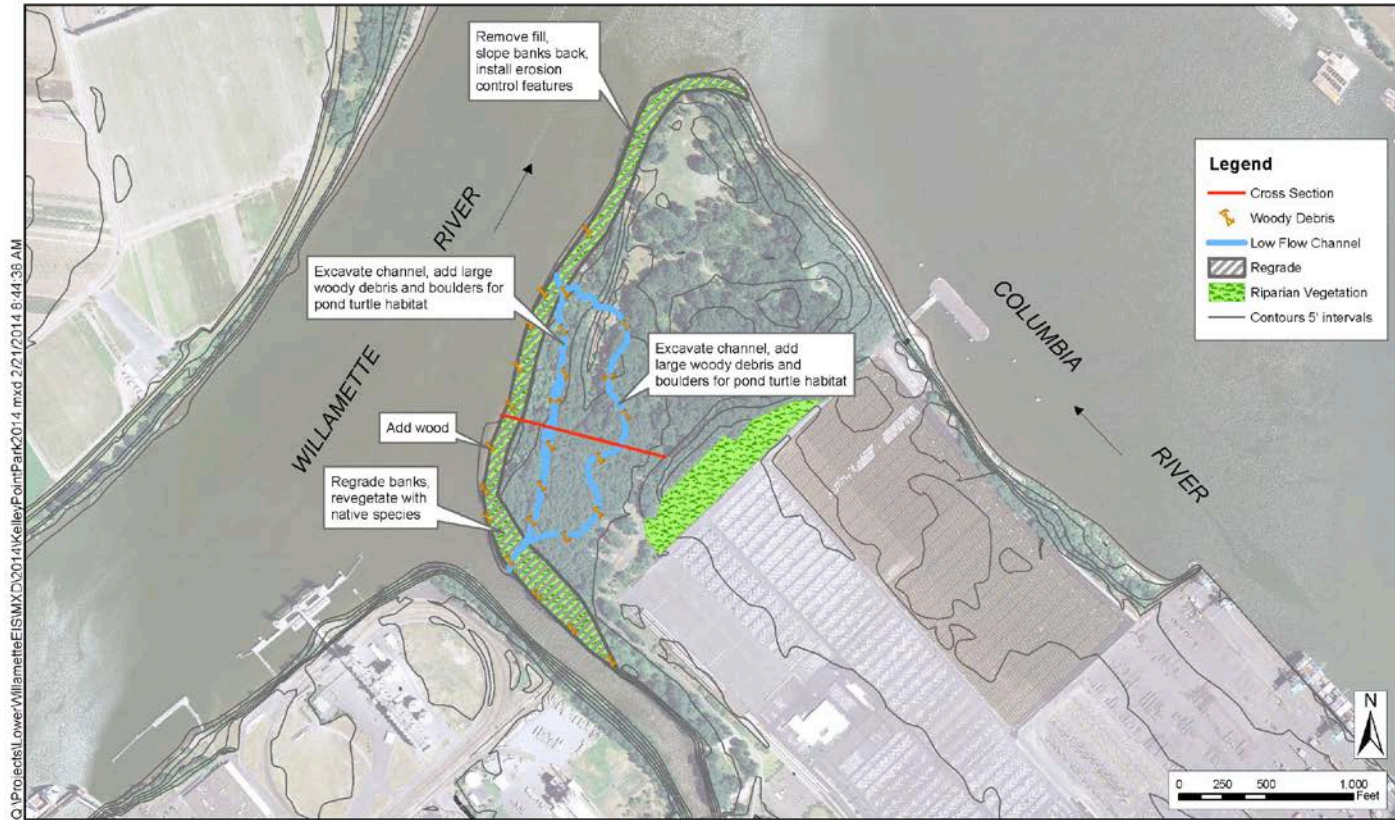 Q:\Projects\LowerWillametteEIS\MXD\2014\KelleyPointPark2014.mxd 2/21/2014 8:44:38 AM
Remove fill,
slope banks back,
install erosion
control features
RIVER
WILLAMETTE
Excavate channel, add large
woody debris and boulders for
pond turtle habitat
Excavate channel, add
large woody debris and
boulders for pond turtle habitat
Add wood
Regrade banks,
revegetate with
native species
COLUMBIA
RIVER
Legend
Cross Section
Woody Debris
Low Flow Channel
Regrade
Riparian Vegetation
Contours 5' intervals
N
0 250 500 1,000
Feet